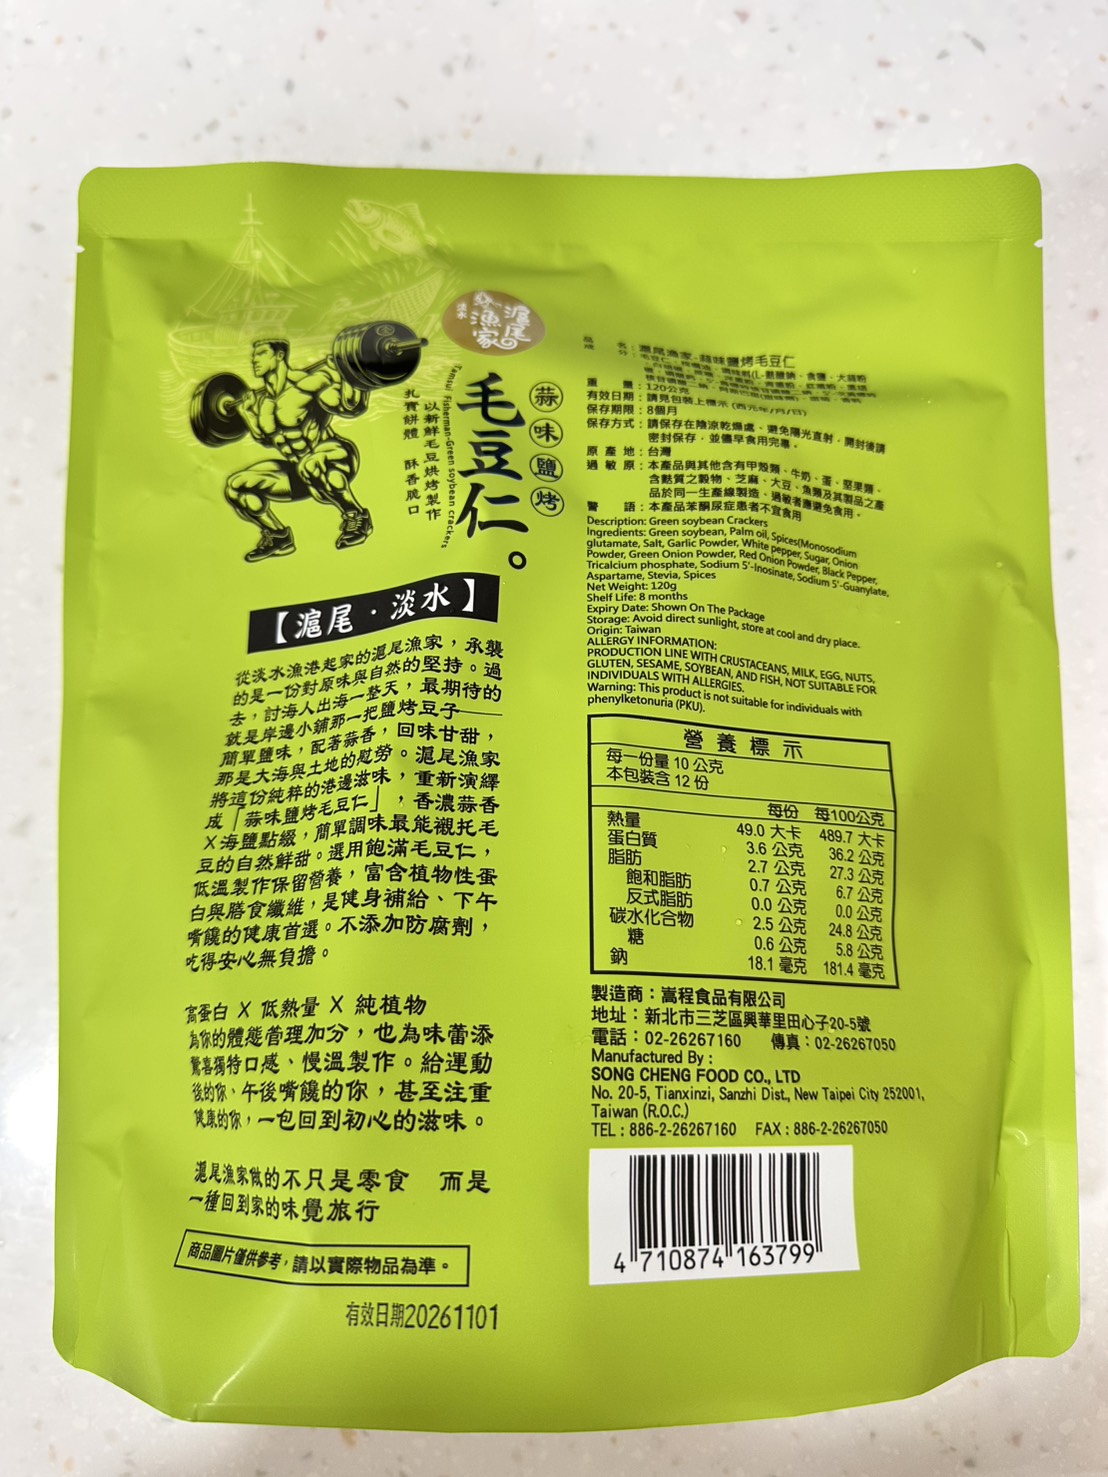 滬尾
漁家
淡水
蒜味鹽烤
毛豆仁。
Tamsui Fisherman-Green soybean crackers
以新鮮毛豆烘烤製作
扎實餅體 酥香脆口
【滬尾·淡水】
從淡水漁港起家的滬尾漁家，承襲
的是一份對原味與自然的堅持。過
去，討海人出海一整天，最期待的
就是岸邊小鋪那一把鹽烤豆子——
簡單鹽味，配著蒜香，回味甘甜，
那是大海與土地的慰勞。滬尾漁家
將這份純粹的港邊滋味，重新演繹
成「蒜味鹽烤毛豆仁」，香濃蒜香
X海鹽點綴，簡單調味最能襯托毛
豆的自然鮮甜。選用飽滿毛豆仁，
低溫製作保留營養，富含植物性蛋
白與膳食纖維，是健身補給、下午
嘴饞的健康首選。不添加防腐劑，
吃得安心無負擔。
高蛋白 X 低熱量 X 純植物
為你的體態管理加分，也為味蕾添
驚喜獨特口感、慢溫製作。給運動
後的你、午後嘴饞的你，甚至注重
健康的你，一包回到初心的滋味。
滬尾漁家做的不只是零食 而是
一種回到家的味覺旅行
商品圖片僅供參考，請以實際物品為準。
有效日期20261101
品 名：滬尾漁家-蒜味鹽烤毛豆仁
成 分：毛豆仁、棕櫚油、
重 量：120公克
有效日期：請見包裝上標示 (西元年/月/日)
保存期限：8個月
保存方式：請保存在陰涼乾燥處，避免陽光直射，開封後請
密封保存，並儘早食用完畢。
原 產 地：台灣
過 敏 原：本產品與其他含有甲殼類、牛奶、蛋、堅果類、
含麩質之穀物、芝麻、大豆、魚類及其製品之產
品於同一生產線製造，過敏者應避免食用。
警 語：本產品苯酮尿症患者不宜食用
Description: Green soybean Crackers
Ingredients: Green soybean, Palm oil, Spices(Monosodium
glutamate, Salt, Garlic Powder, White pepper, Sugar, Onion
Powder, Green Onion Powder, Red Onion Powder, Black Pepper,
Tricalcium phosphate, Sodium 5'-Inosinate, Sodium 5'-Guanylate,
Aspartame, Stevia, Spices
Net Weight: 120g
Shelf Life: 8 months
Expiry Date: Shown On The Package
Storage: Avoid direct sunlight, store at cool and dry place.
Origin: Taiwan
ALLERGY INFORMATION:
PRODUCTION LINE WITH CRUSTACEANS, MILK, EGG, NUTS,
GLUTEN, SESAME, SOYBEAN, AND FISH, NOT SUITABLE FOR
INDIVIDUALS WITH ALLERGIES.
Warning: This product is not suitable for individuals with
phenylketonuria (PKU).
營養標示
每一份量 10 公克
本包裝含 12 份
每份 每100公克
熱量 49.0 大卡 489.7 大卡
蛋白質 3.6 公克 36.2 公克
脂肪 2.7 公克 27.3 公克
飽和脂肪 0.7 公克 6.7 公克
反式脂肪 0.0 公克 0.0 公克
碳水化合物 2.5 公克 24.8 公克
糖 0.6 公克 5.8 公克
鈉 18.1 毫克 181.4 毫克
製造商：嵩程食品有限公司
地址：新北市三芝區興華里田心子20-5號
電話：02-26267160 傳真：02-26267050
Manufactured By：
SONG CHENG FOOD CO., LTD
No. 20-5, Tianxinzi, Sanzhi Dist., New Taipei City 252001,
Taiwan (R.O.C.)
TEL：886-2-26267160 FAX：886-2-26267050
4 710874 163799